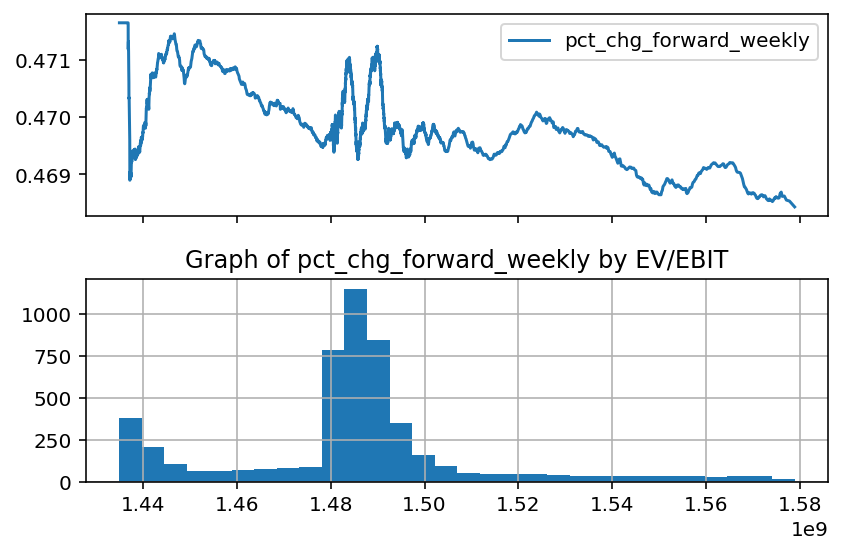 pct_chg_forward_weekly
0.471
0.470
0.469
Graph of pct_chg_forward_weekly by EV/EBIT
1000
750
500
250
0
1.44 1.46 1.48 1.50 1.52 1.54 1.56 1.58
1e9